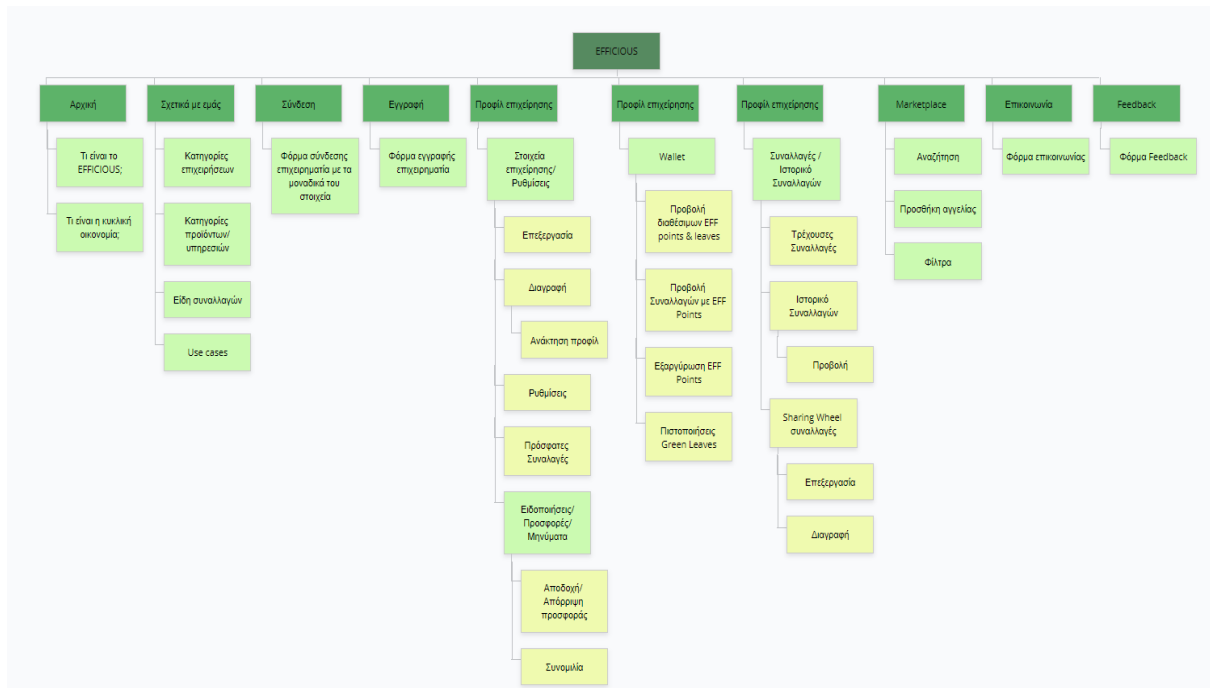 EFFICIOUS
Αρχική
Σχετικά με εμάς
Σύνδεση
Εγγραφή
Προφίλ επιχείρησης
Προφίλ επιχείρησης
Προφίλ επιχείρησης
Marketplace
Επικοινωνία
Feedback
Τι είναι το
EFFICIOUS;
Τι είναι η κυκλική
οικονομία;
Κατηγορίες
επιχειρήσεων
Κατηγορίες
προϊόντων/
υπηρεσιών
Είδη συναλλαγών
Use cases
Φόρμα σύνδεσης
επιχειρηματία με τα
μοναδικά του
στοιχεία
Φόρμα εγγραφής
επιχειρηματία
Στοιχεία
επιχείρησης/
Ρυθμίσεις
Επεξεργασία
Διαγραφή
Ανάκτηση προφίλ
Ρυθμίσεις
Πρόσφατες
Συναλαγές
Ειδοποιήσεις/
Προσφορές/
Μηνύματα
Αποδοχή/
Απόρριψη
προσφοράς
Συνομιλία
Wallet
Προβολή
διαθέσιμων EFF
points & leaves
Προβολή
Συναλλαγών με EFF
Points
Εξαργύρωση EFF
Points
Πιστοποιήσεις
Green Leaves
Συναλλαγές /
Ιστορικό
Συναλλαγών
Τρέχουσες
Συναλλαγές
Ιστορικό
Συναλλαγών
Προβολή
Sharing Wheel
συναλλαγές
Επεξεργασία
Διαγραφή
Αναζήτηση
Προσθήκη αγγελίας
Φίλτρα
Φόρμα επικοινωνίας
Φόρμα Feedback